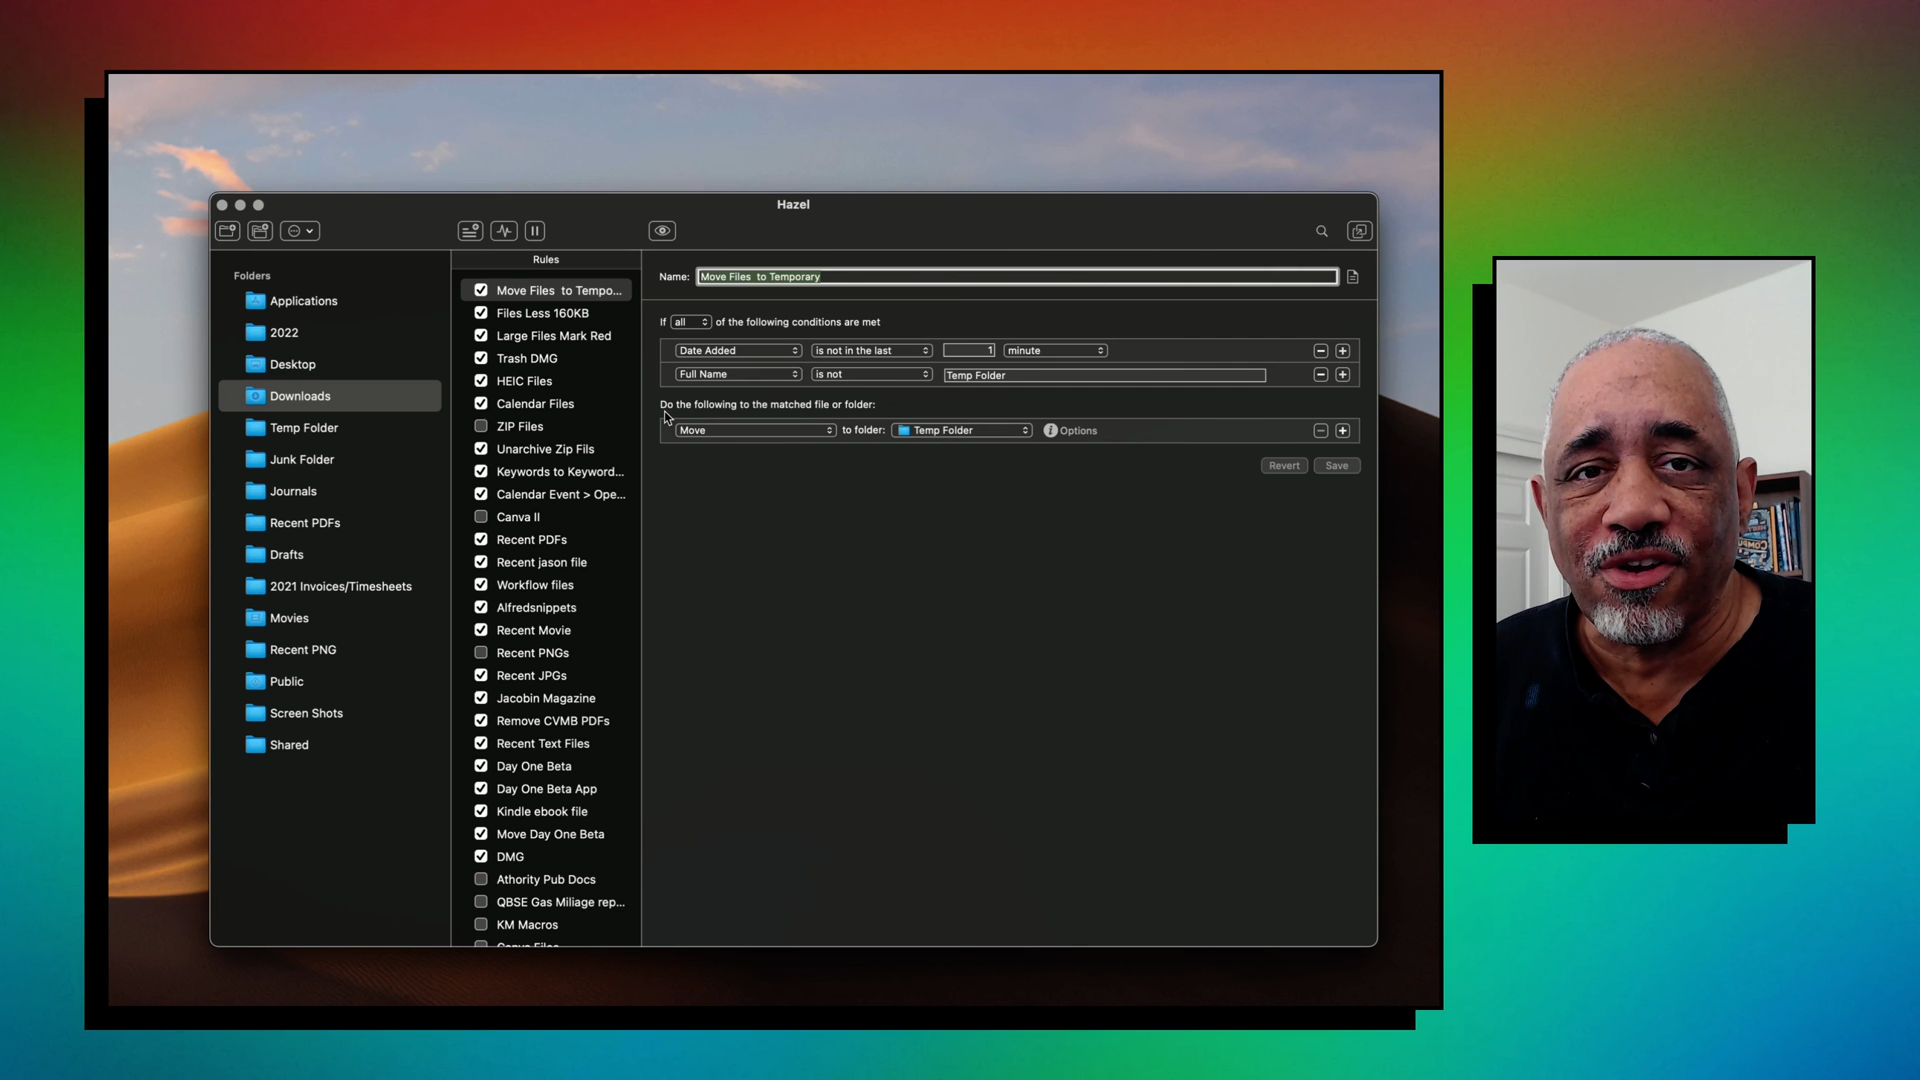 Hazel
Folders
Applications
2022
Desktop
Downloads
Temp Folder
Junk Folder
Journals
Recent PDFs
Drafts
2021 Invoices/Timesheets
Movies
Recent PNG
Public
Screen Shots
Shared
Rules
Move Files  to Tempo...
Files Less 160KB
Large Files Mark Red
Trash DMG
HEIC Files
Calendar Files
ZIP Files
Unarchive Zip Fils
Keywords to Keyword...
Calendar Event > Ope...
Canva II
Recent PDFs
Recent jason file
Workflow files
Alfredsnippets
Recent Movie
Recent PNGs
Recent JPGs
Jacobin Magazine
Remove CVMB PDFs
Recent Text Files
Day One Beta
Day One Beta App
Kindle ebook file
Move Day One Beta
DMG
Athority Pub Docs
QBSE Gas Miliage rep...
KM Macros
Name: Move Files  to Temporary
If all of the following conditions are met
Date Added is not in the last 1 minute
Full Name is not Temp Folder
Do the following to the matched file or folder:
Move to folder: Temp Folder Options
Revert Save